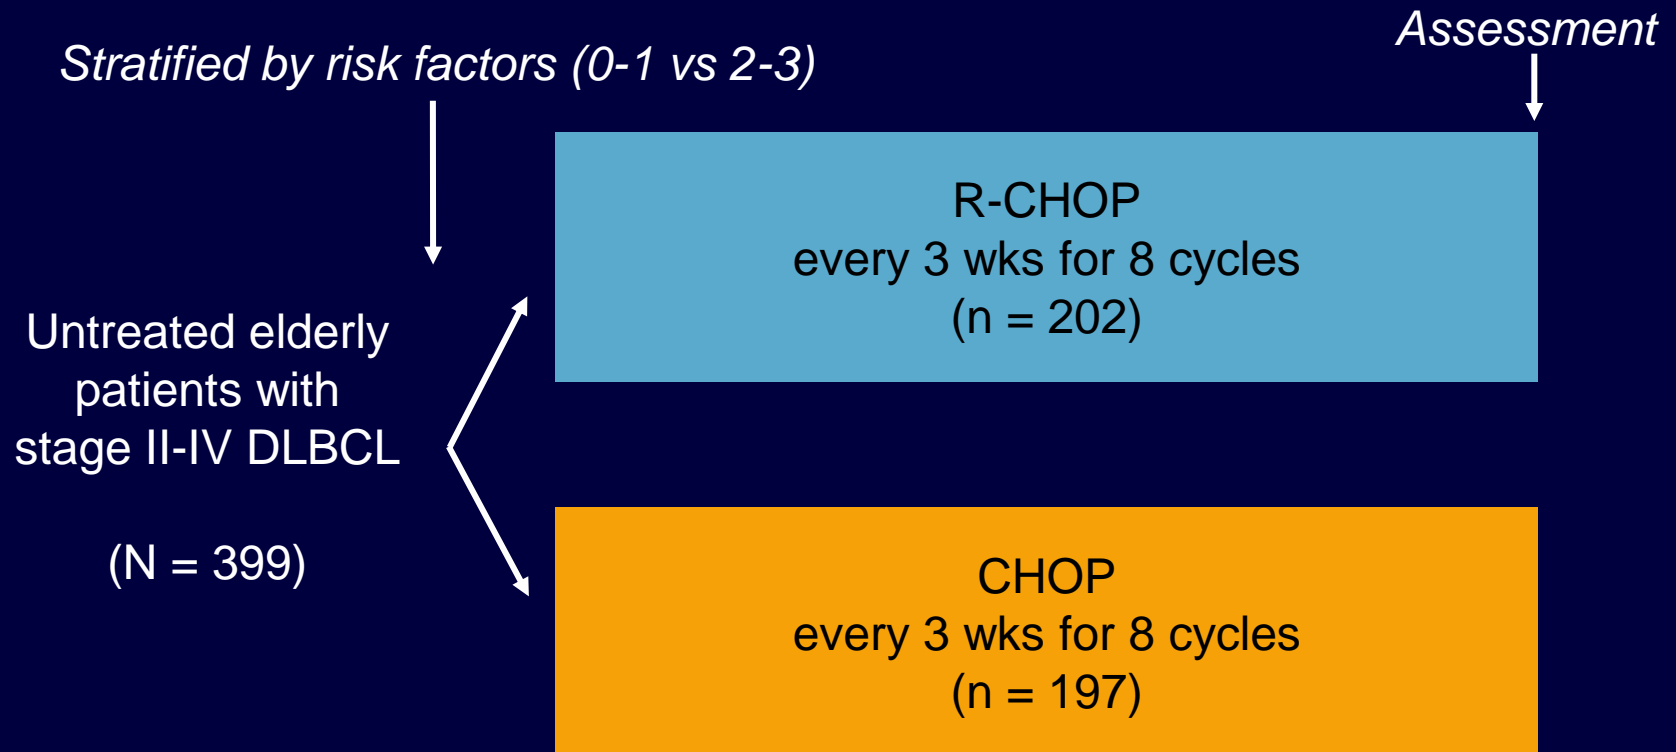 Stratified by risk factors (0-1 vs 2-3)
Assessment
Untreated elderly
patients with
stage II-IV DLBCL
(N = 399)
R-CHOP
every 3 wks for 8 cycles
(n = 202)
CHOP
every 3 wks for 8 cycles
(n = 197)